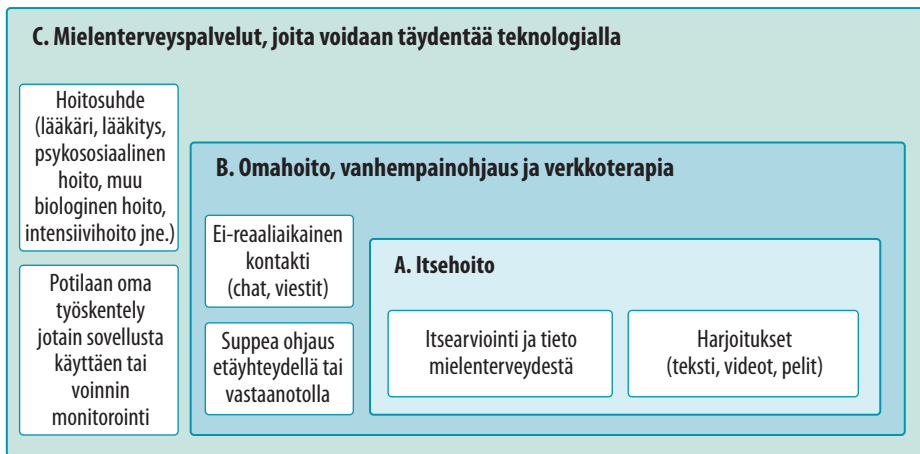 C. Mielenterveyspalvelut, joita voidaan täydentää teknologialla
Hoitosuhde
(lääkäri, lääkitys,
psykososiaalinen
hoito, muu
biologinen hoito,
intensiivihoito jne.)
Potilaan oma
työskentely
jotain sovellusta
käyttäen tai
voinnin
monitorointi
B. Omahoito, vanhempainohjaus ja verkkoterapia
Ei-reaaliaikainen
kontakti
(chat, viestit)
Suppea ohjaus
etäyhteydellä tai
vastaanotolla
A. Itsehoito
Itsearviointi ja tieto
mielenterveydestä
Harjoitukset
(teksti, videot, pelit)